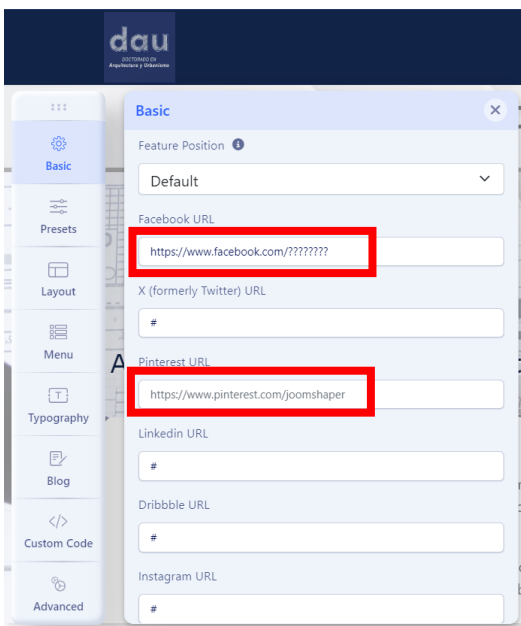 dau
DOCTORADO EN
Arquitectura y Urbanismo
Basic
Basic
Feature Position
Default
Presets
Facebook URL
https://www.facebook.com/????????
Layout
X (formerly Twitter) URL
#
Menu
Pinterest URL
https://www.pinterest.com/joomshaper
Typography
Linkedin URL
#
Blog
Dribbble URL
#
Custom Code
Instagram URL
#
Advanced